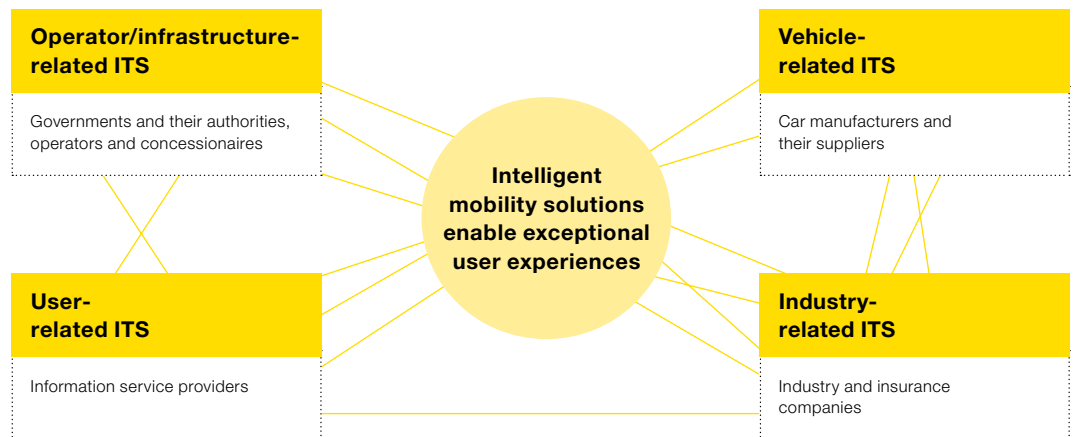 Operator/infrastructure-
related ITS
Governments and their authorities,
operators and concessionaires
Vehicle-
related ITS
Car manufacturers and
their suppliers
Intelligent
mobility solutions
enable exceptional
user experiences
User-
related ITS
Information service providers
Industry-
related ITS
Industry and insurance
companies